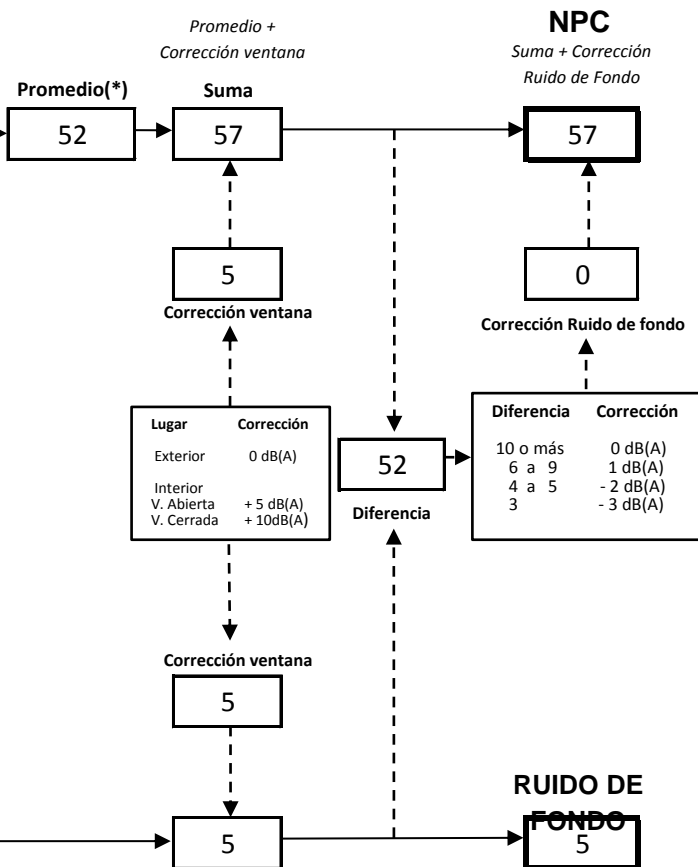 Promedio +
Corrección ventana
NPC
Suma + Corrección
Ruido de Fondo
Promedio(*)
Suma
52
57
57
5
0
Corrección ventana
Corrección Ruido de fondo
Lugar Corrección
Exterior 0 dB(A)
Interior
V. Abierta + 5 dB(A)
V. Cerrada + 10dB(A)
52
Diferencia
Diferencia Corrección
10 o más 0 dB(A)
6 a 9 1 dB(A)
4 a 5 - 2 dB(A)
3 - 3 dB(A)
Corrección ventana
5
RUIDO DE
FONDO
5
5